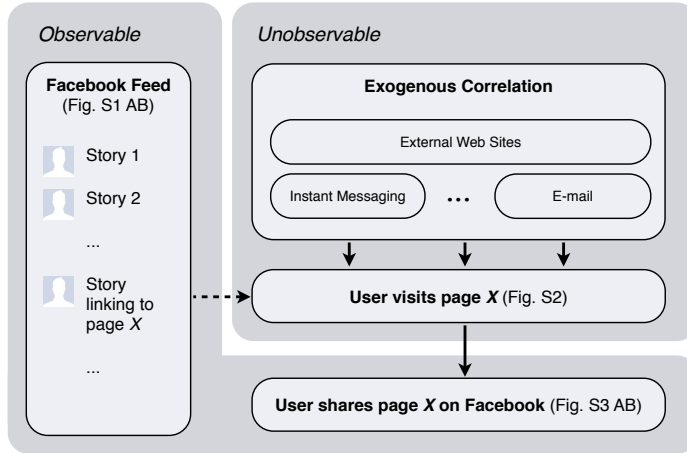 Observable
Facebook Feed
(Fig. S1 AB)
Story 1
Story 2
...
Story
linking to
page X
...
Unobservable
Exogenous Correlation
External Web Sites
Instant Messaging
...
E-mail
User visits page X (Fig. S2)
User shares page X on Facebook (Fig. S3 AB)